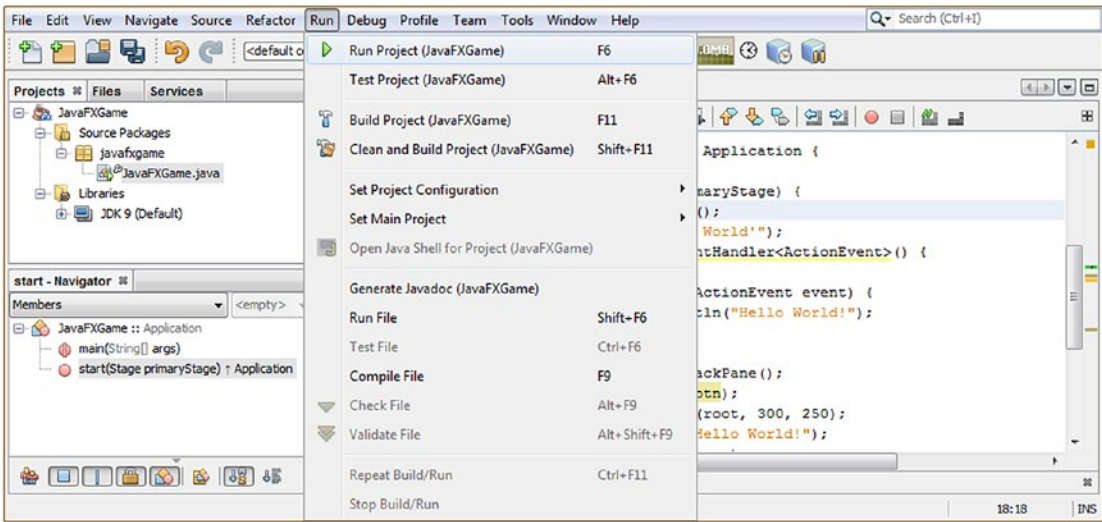 File Edit View Navigate Source Refactor Run Debug Profile Team Tools Window Help
Search (Ctrl+I)
<default
Projects Files Services
JavaFXGame
Source Packages
javafxgame
JavaFXGame.java
Libraries
JDK 9 (Default)
start - Navigator
Members
<empty>
JavaFXGame :: Application
main(String[] args)
start(Stage primaryStage) ↑ Application
Run Project (JavaFXGame) F6
Test Project (JavaFXGame) Alt+F6
Build Project (JavaFXGame) F11
Clean and Build Project (JavaFXGame) Shift+F11
Set Project Configuration
Set Main Project
Open Java Shell for Project (JavaFXGame)
Generate Javadoc (JavaFXGame)
Run File Shift+F6
Test File Ctrl+F6
Compile File F9
Check File Alt+F9
Validate File Alt+Shift+F9
Repeat Build/Run Ctrl+F11
Stop Build/Run
Application {
maryStage) {
();
World'");
ntHandler<ActionEvent>() {
ActionEvent event) {
tln("Hello World!");
ackPane();
btn);
(root, 300, 250);
Hello World!");
18:18 INS